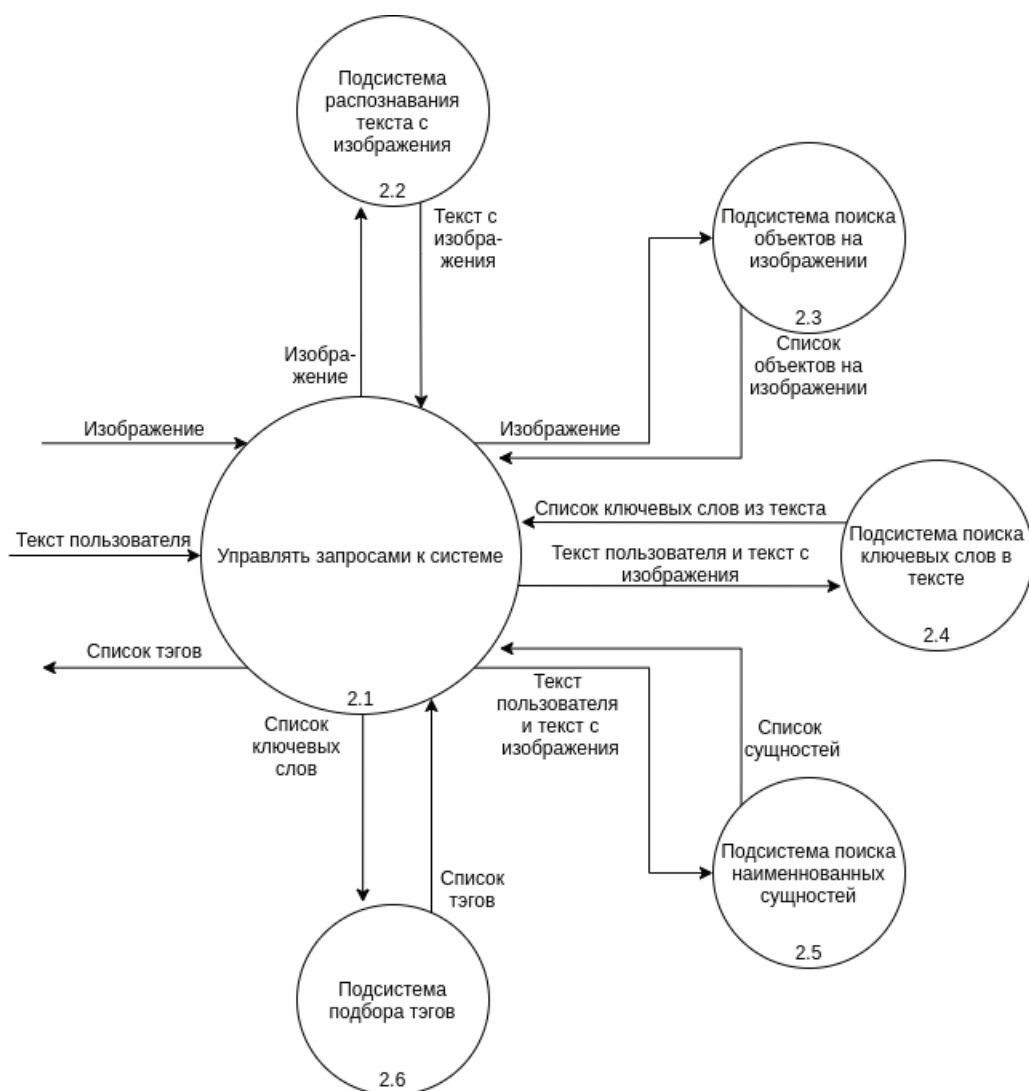 Подсистема
распознавания
текста с
изображения
2.2
Текст с
изобра-
жения
Подсистема поиска
объектов на
изображении
2.3
Список
объектов на
изображении
Изобра-
жение
Изображение
Изображение
Список ключевых слов из текста
Текст пользователя
Управлять запросами к системе
Текст пользователя и текст с
изображения
Подсистема поиска
ключевых слов в
тексте
2.4
Список тэгов
2.1
Текст
пользователя
и текст с
изображения
Список
ключевых
слов
Список
сущностей
Подсистема поиска
наименнованных
сущностей
2.5
Список
тэгов
Подсистема
подбора тэгов
2.6